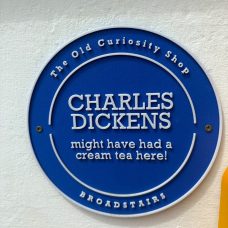 The Old Curiosity Shop
CHARLES
DICKENS
might have had a
cream tea here!
BROADSTAIRS